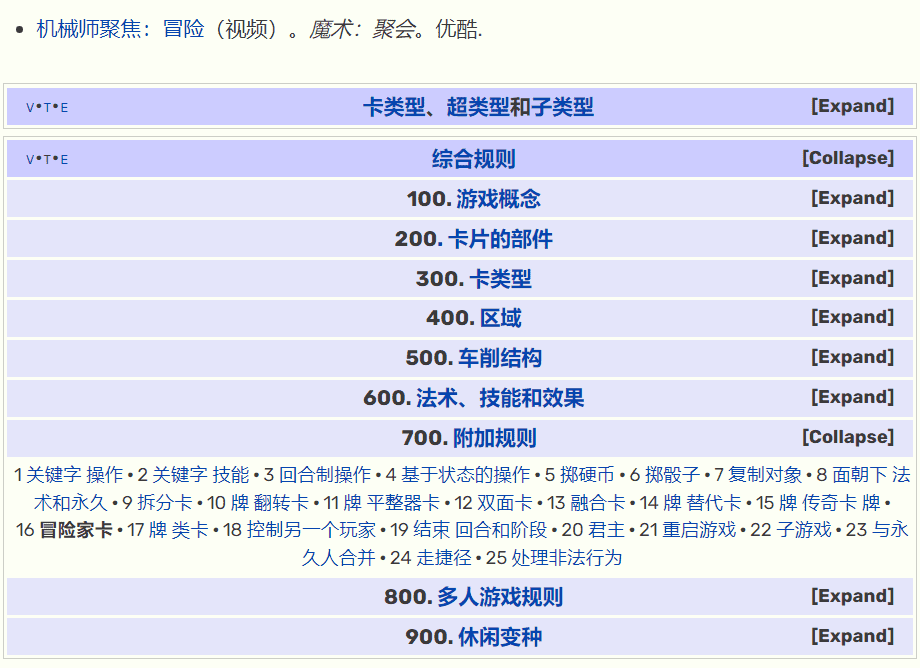 • 机械师聚焦：冒险（视频）。魔术：聚会。优酷.
V•T•E 卡类型、超类型和子类型 [Expand]
V•T•E 综合规则 [Collapse]
100. 游戏概念 [Expand]
200. 卡片的部件 [Expand]
300. 卡类型 [Expand]
400. 区域 [Expand]
500. 车削结构 [Expand]
600. 法术、技能和效果 [Expand]
700. 附加规则 [Collapse]
1 关键字 操作 • 2 关键字 技能 • 3 回合制操作 • 4 基于状态的操作 • 5 掷硬币 • 6 掷骰子 • 7 复制对象 • 8 面朝下 法
术和永久 • 9 拆分卡 • 10 牌 翻转卡 • 11 牌 平整器卡 • 12 双面卡 • 13 融合卡 • 14 牌 替代卡 • 15 牌 传奇卡 牌 •
16 冒险家卡 • 17 牌 类卡 • 18 控制另一个玩家 • 19 结束 回合和阶段 • 20 君主 • 21 重启游戏 • 22 子游戏 • 23 与永
久人合并 • 24 走捷径 • 25 处理非法行为
800. 多人游戏规则 [Expand]
900. 休闲变种 [Expand]